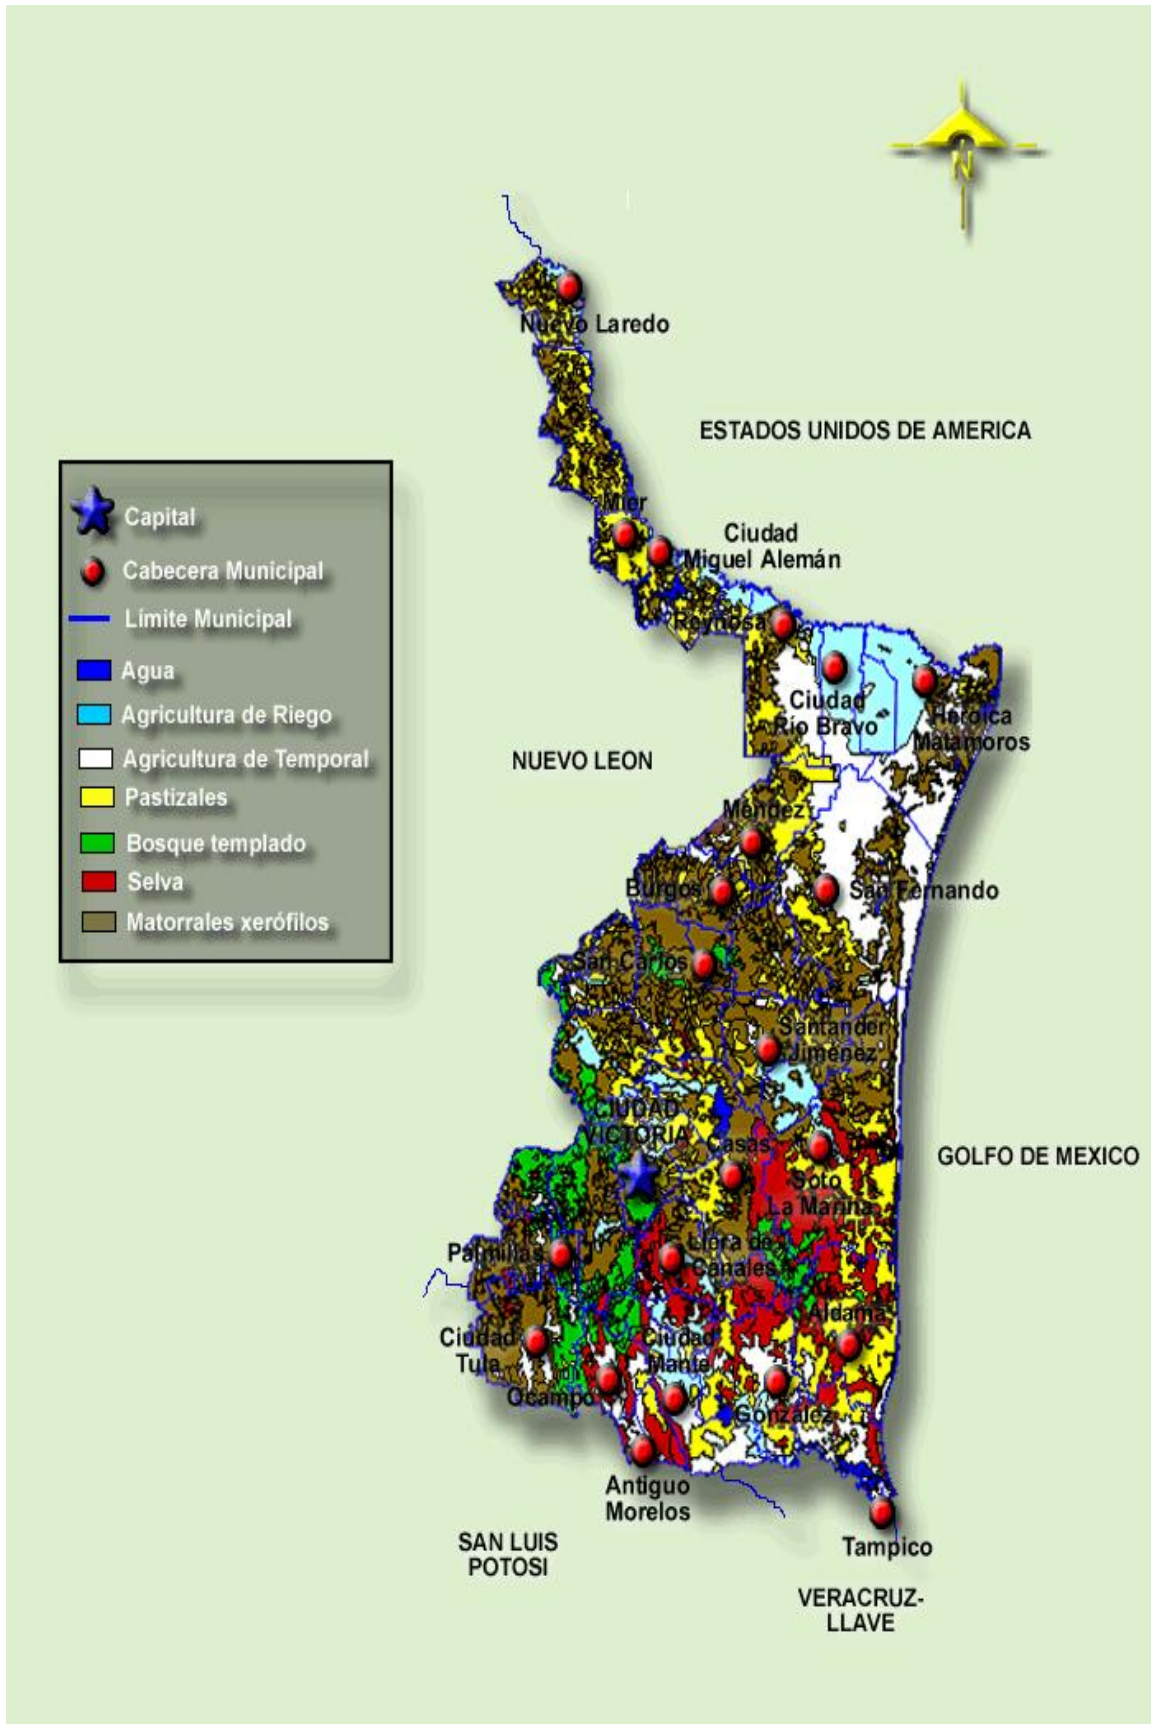 N
Nuevo Laredo
ESTADOS UNIDOS DE AMERICA
Capital
Cabecera Municipal
Límite Municipal
Agua
Agricultura de Riego
Agricultura de Temporal
Pastizales
Bosque templado
Selva
Matorrales xerófilos
Mier
Ciudad
Miguel Alemán
Reynosa
Ciudad
Río Bravo
Heroica
Matamoros
NUEVO LEON
Méndez
Burgos
San Fernando
San Carlos
Santander
Jiménez
CIUDAD
VICTORIA
Casas
Soto
La Marina
GOLFO DE MEXICO
Palmillas
Llera de
Canales
Aldama
Ciudad
Tula
Ciudad
Mante
Ocampo
González
Antiguo
Morelos
Tampico
SAN LUIS
POTOSI
VERACRUZ-
LLAVE